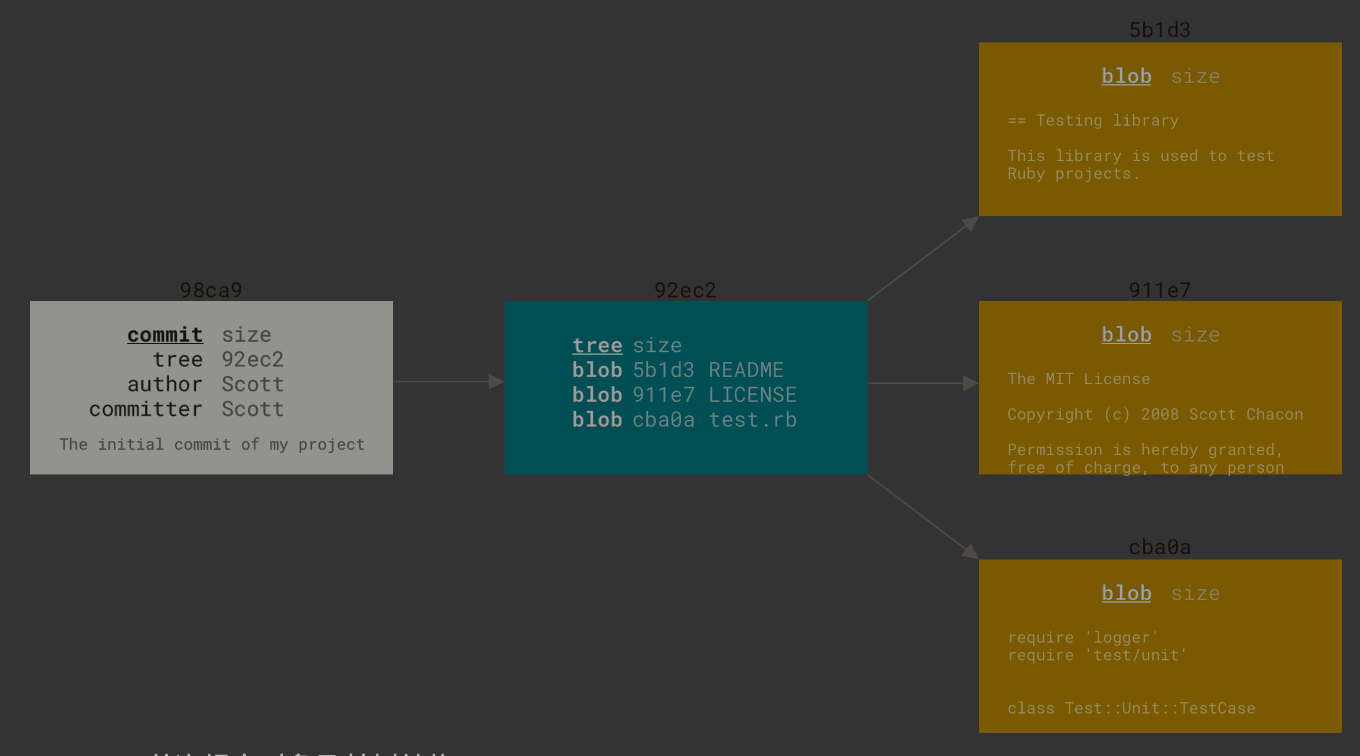 98ca9
commit size
tree 92ec2
author Scott
committer Scott
The initial commit of my project
92ec2
tree size
blob 5b1d3 README
blob 911e7 LICENSE
blob cba0a test.rb
5b1d3
blob size
== Testing library
This library is used to test
Ruby projects.
911e7
blob size
The MIT License
Copyright (c) 2008 Scott Chacon
Permission is hereby granted,
free of charge, to any person
cba0a
blob size
require 'logger'
require 'test/unit'
class Test::Unit::TestCase